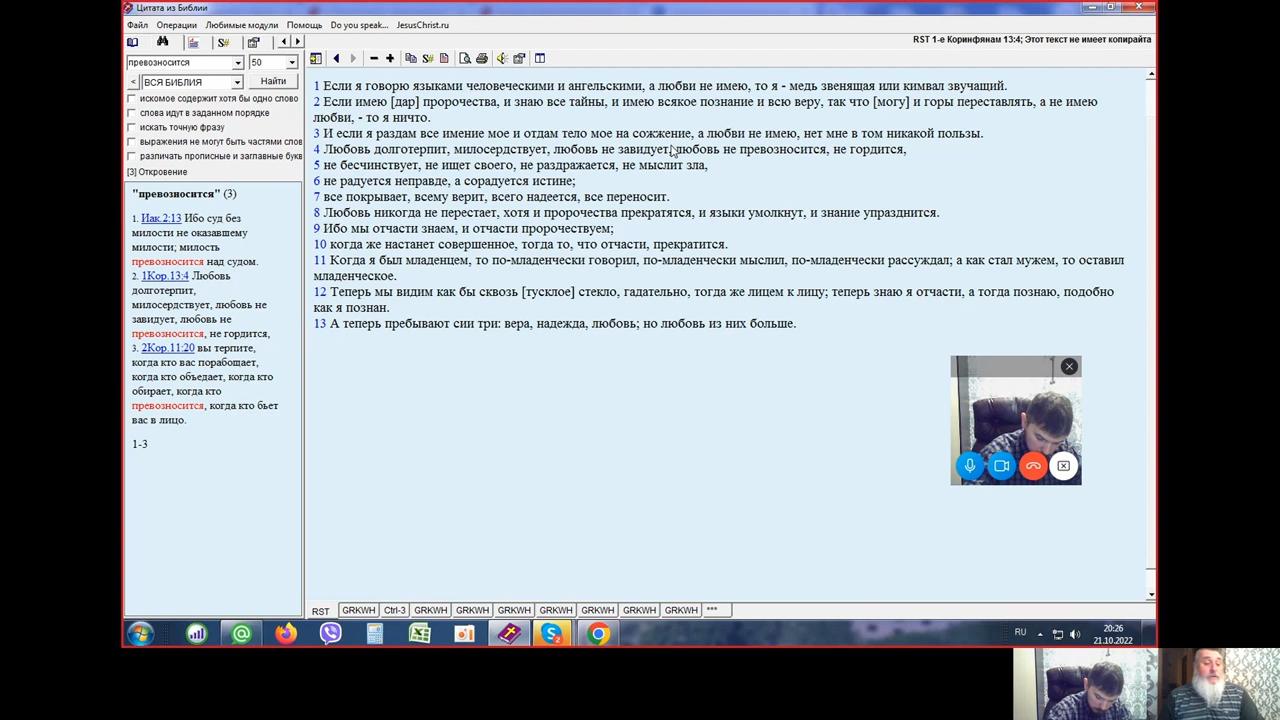 Цитата из Библии
Файл Операции Любимые модули Помощь Do you speak... JesusChrist.ru
S#
RST 1-е Коринфянам 13:4; Этот текст не имеет копирайта
превозносится 50
S#
< ВСЯ БИБЛИЯ Найти
искомое содержит хотя бы одно слово
слова идут в заданном порядке
искать точную фразу
выражения не могут быть частями слов
различать прописные и заглавные букв
[3] Откровение
"превозносится" (3)
1. Иак.2:13 Ибо суд без
милости не оказавшему
милости; милость
превозносится над судом.
2. 1Кор.13:4 Любовь
долготерпит,
милосердствует, любовь не
завидует, любовь не
превозносится, не гордится,
3. 2Кор.11:20 вы терпите,
когда кто вас порабощает,
когда кто объедает, когда кто
обирает, когда кто
превозносится, когда кто бьет
вас в лицо.
1-3
1 Если я говорю языками человеческими и ангельскими, а любви не имею, то я - медь звенящая или кимвал звучащий.
2 Если имею [дар] пророчества, и знаю все тайны, и имею всякое познание и всю веру, так что [могу] и горы переставлять, а не имею
любви, - то я ничто.
3 И если я раздам все имение мое и отдам тело мое на сожжение, а любви не имею, нет мне в том никакой пользы.
4 Любовь долготерпит, милосердствует, любовь не завидует, любовь не превозносится, не гордится,
5 не бесчинствует, не ищет своего, не раздражается, не мыслит зла,
6 не радуется неправде, а сорадуется истине;
7 все покрывает, всему верит, всего надеется, все переносит.
8 Любовь никогда не перестает, хотя и пророчества прекратятся, и языки умолкнут, и знание упразднится.
9 Ибо мы отчасти знаем, и отчасти пророчествуем;
10 когда же настанет совершенное, тогда то, что отчасти, прекратится.
11 Когда я был младенцем, то по-младенчески говорил, по-младенчески мыслил, по-младенчески рассуждал; а как стал мужем, то оставил
младенческое.
12 Теперь мы видим как бы сквозь [тусклое] стекло, гадательно, тогда же лицем к лицу; теперь знаю я отчасти, а тогда познаю, подобно
как я познан.
13 А теперь пребывают сии три: вера, надежда, любовь; но любовь из них больше.
RST GRKWH Ctrl-3 GRKWH GRKWH GRKWH GRKWH GRKWH GRKWH GRKWH ***
RU 20:26
21.10.2022